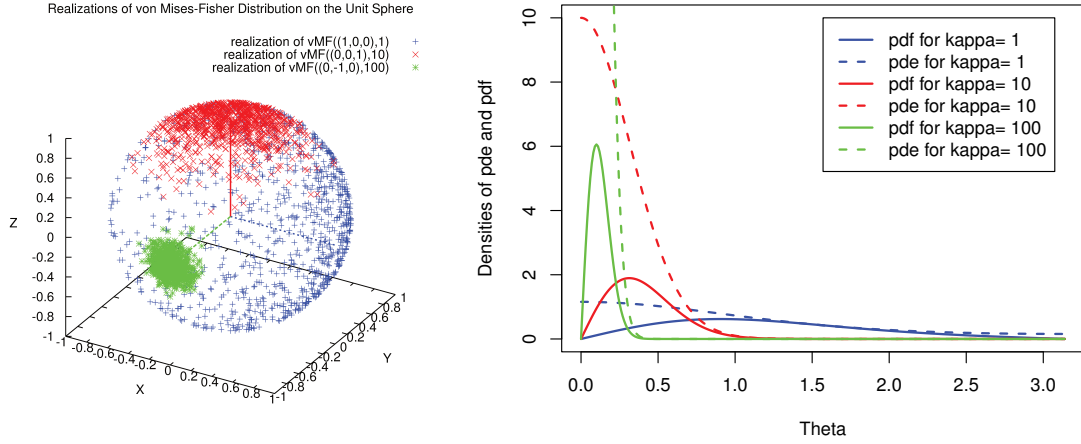 Realizations of von Mises-Fisher Distribution on the Unit Sphere
realization of vMF((1,0,0),1)
realization of vMF((0,0,1),10)
realization of vMF((0,-1,0),100)
Z
1
0.8
0.6
0.4
0.2
0
-0.2
-0.4
-0.6
-0.8
-1
-1
-0.8
-0.6
-0.4
-0.2
0
0.2
0.4
0.6
0.8
1
X
-1
-0.8
-0.6
-0.4
-0.2
0
0.2
0.4
0.6
0.8
1
Y
Densities of pde and pdf
10
8
6
4
2
0
pdf for kappa= 1
pde for kappa= 1
pdf for kappa= 10
pde for kappa= 10
pdf for kappa= 100
pde for kappa= 100
0.0 0.5 1.0 1.5 2.0 2.5 3.0
Theta